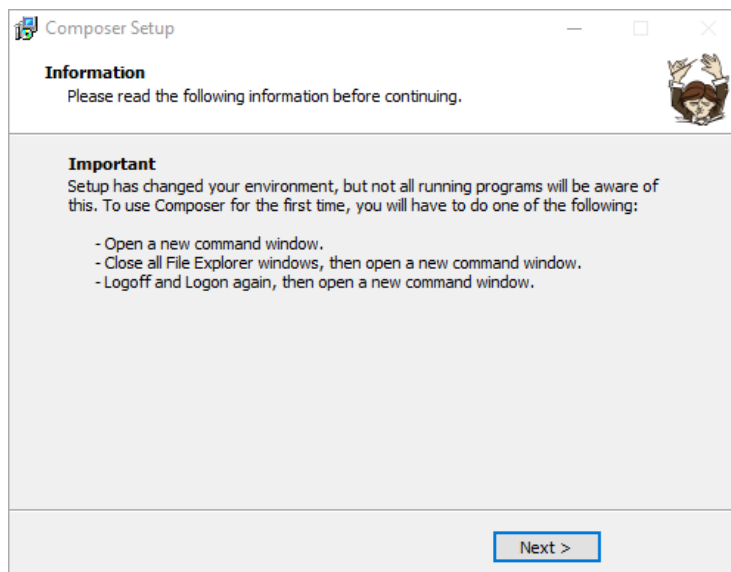 Composer Setup
Information
Please read the following information before continuing.
Important
Setup has changed your environment, but not all running programs will be aware of
this. To use Composer for the first time, you will have to do one of the following:
- Open a new command window.
- Close all File Explorer windows, then open a new command window.
- Logoff and Logon again, then open a new command window.
Next >